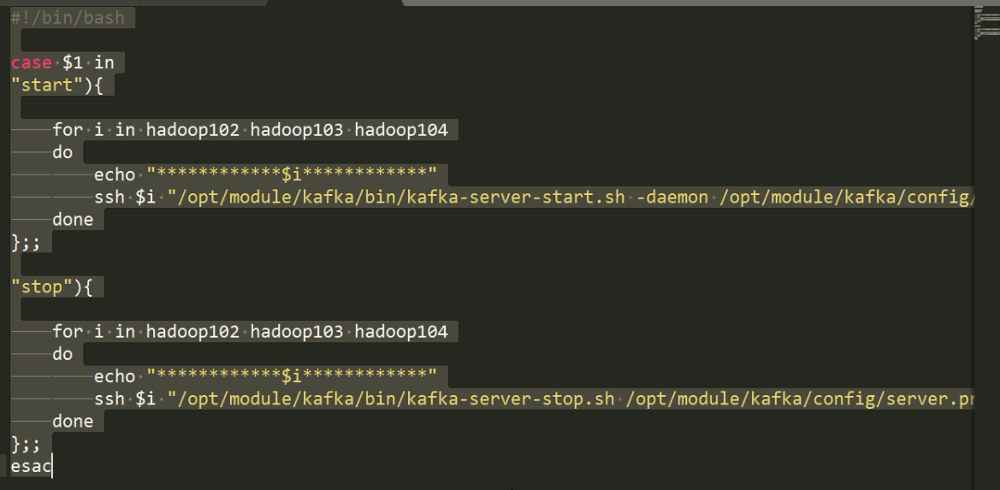 #!/bin/bash
case $1 in
"start"){
for i in hadoop102 hadoop103 hadoop104
do
echo "************$i************"
ssh $i "/opt/module/kafka/bin/kafka-server-start.sh -daemon /opt/module/kafka/config/
done
};;
"stop"){
for i in hadoop102 hadoop103 hadoop104
do
echo "************$i************"
ssh $i "/opt/module/kafka/bin/kafka-server-stop.sh /opt/module/kafka/config/server.pr
done
};;
esac